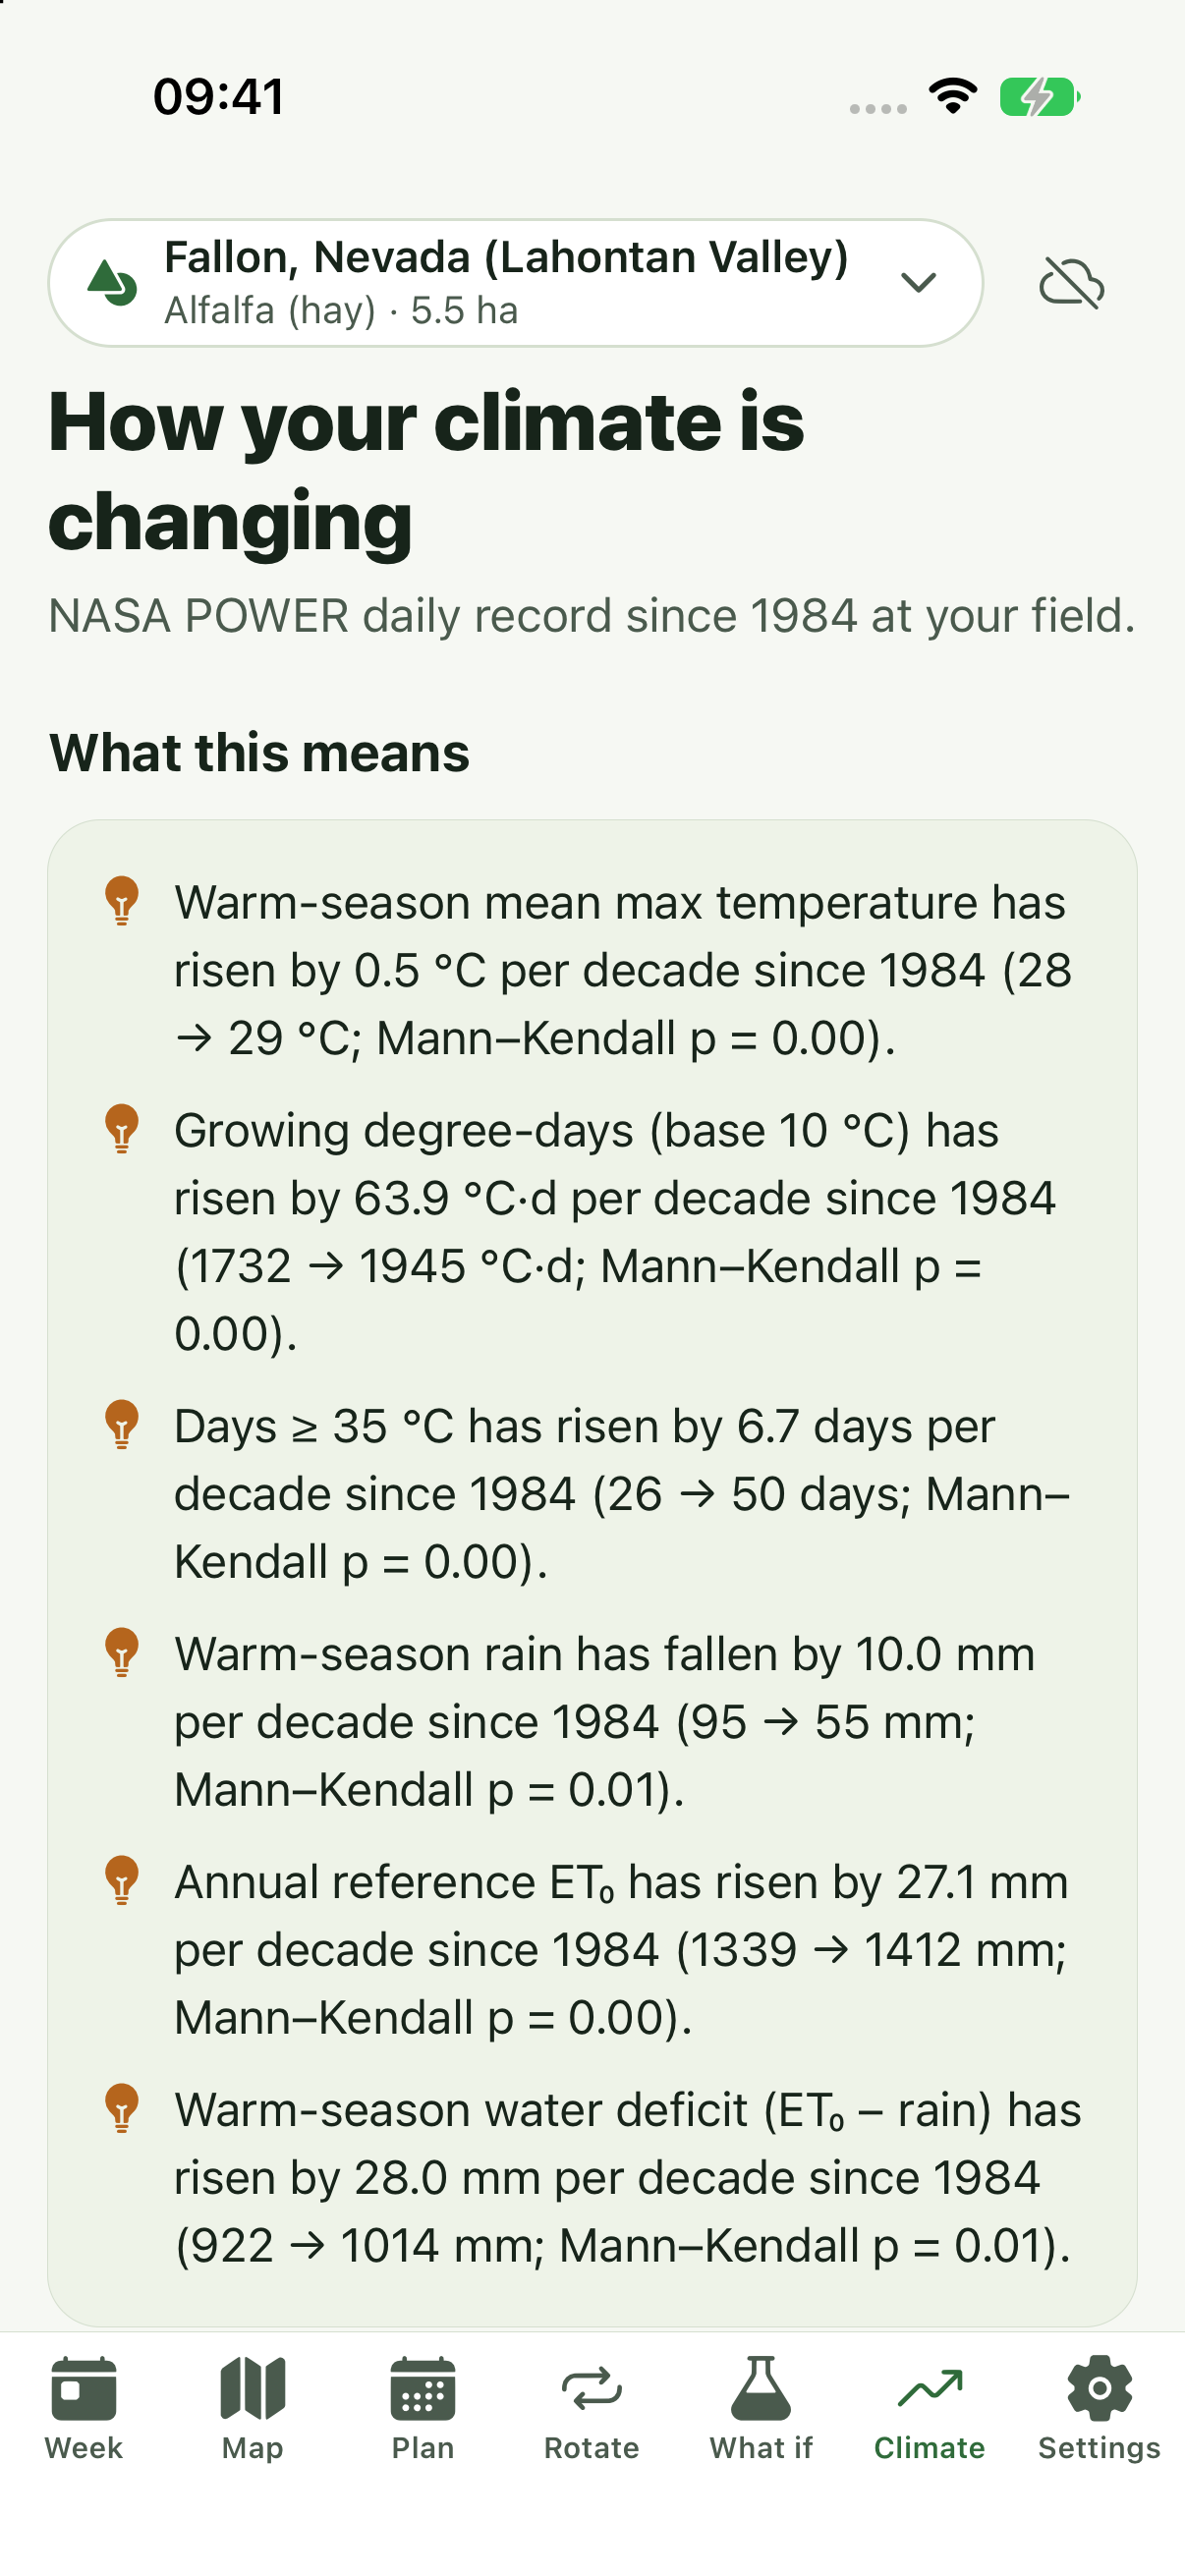 09:41
Fallon, Nevada (Lahontan Valley)
Alfalfa (hay) · 5.5 ha
How your climate is
changing
NASA POWER daily record since 1984 at your field.
What this means
Warm-season mean max temperature has
risen by 0.5 °C per decade since 1984 (28
→ 29 °C; Mann–Kendall p = 0.00).
Growing degree-days (base 10 °C) has
risen by 63.9 °C·d per decade since 1984
(1732 → 1945 °C·d; Mann–Kendall p =
0.00).
Days ≥ 35 °C has risen by 6.7 days per
decade since 1984 (26 → 50 days; Mann–
Kendall p = 0.00).
Warm-season rain has fallen by 10.0 mm
per decade since 1984 (95 → 55 mm;
Mann–Kendall p = 0.01).
Annual reference ET₀ has risen by 27.1 mm
per decade since 1984 (1339 → 1412 mm;
Mann–Kendall p = 0.00).
Warm-season water deficit (ET₀ – rain) has
risen by 28.0 mm per decade since 1984
(922 → 1014 mm; Mann–Kendall p = 0.01).
Week Map Plan Rotate What if Climate Settings